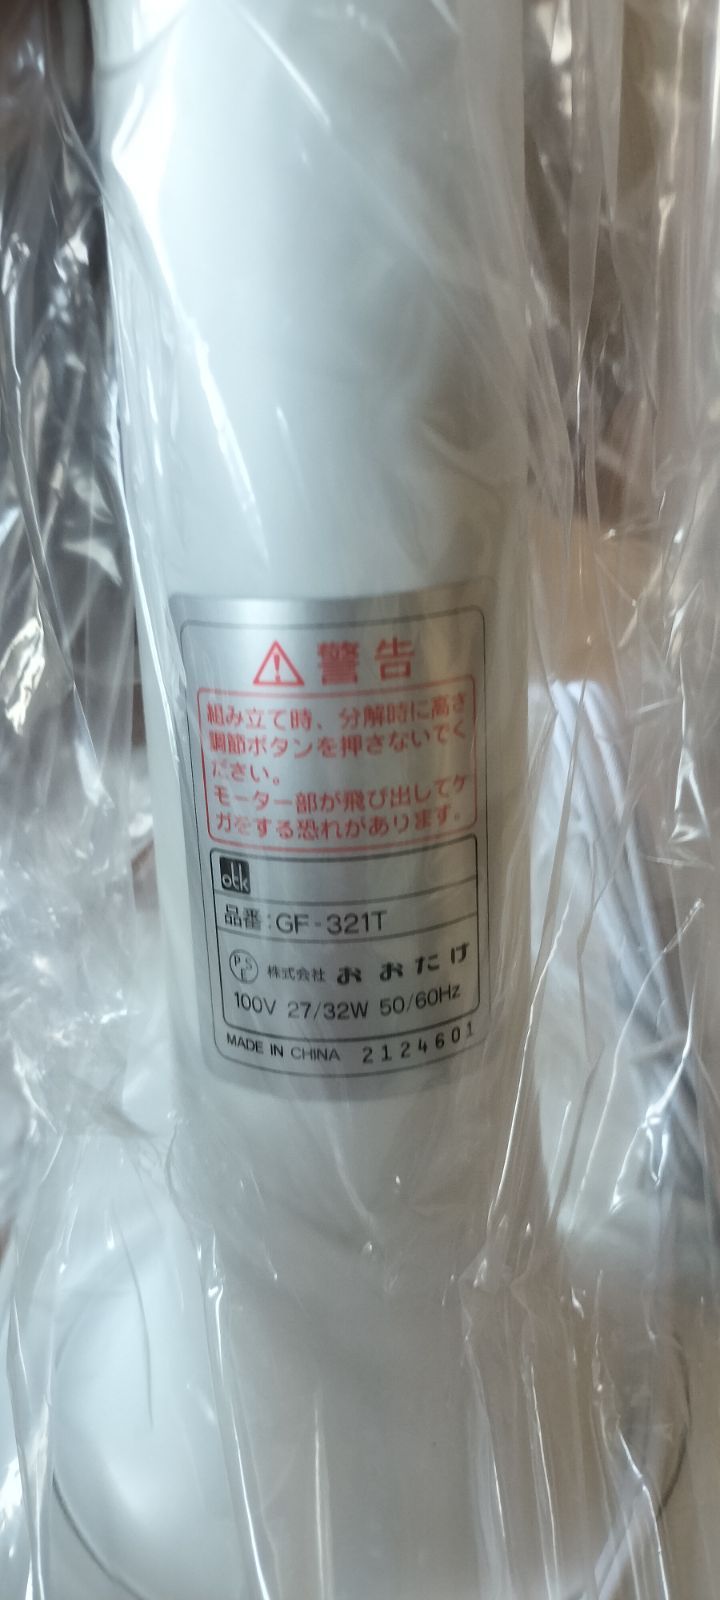 警告
組み立て時、分解時に高さ
調節ボタンを押さないでく
ださい。
モーター部が飛び出してケ
ガをする恐れがあります。
otk
品番:GF-321T
PSE 株式会社 おおたけ
100V 27/32W 50/60Hz
MADE IN CHINA 2124601